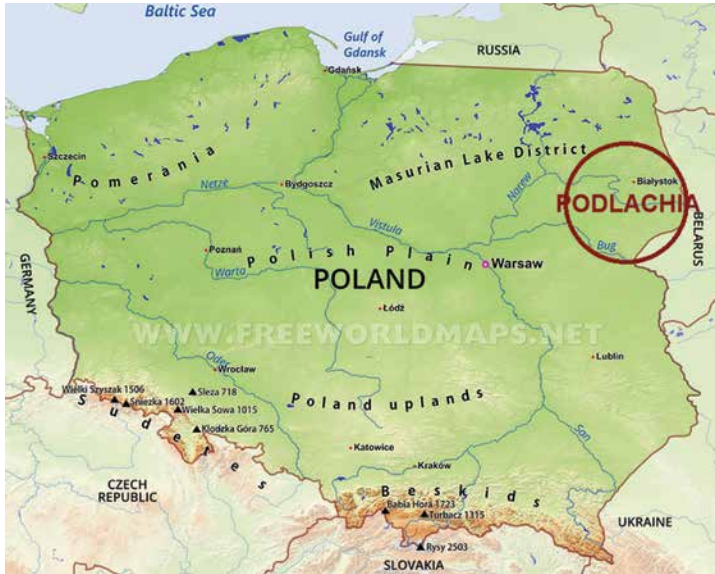 Baltic Sea
Gulf of
Gdansk
RUSSIA
Gdańsk
Szczecin
Pomerania
Masurian Lake District
Netze
Bydgoszcz
Narew
Białystok
PODLACHIA
Vistula
BELARUS
Bug
Poznań
Polish Plain
Warsaw
Warta
POLAND
GERMANY
Łódź
WWW.FREEWORLDMAPS.NET
Oder
Wrocław
Lublin
Wielki Szyszak 1506
Sleza 718
Śnieżka 1602
Wielka Sowa 1015
Poland uplands
Sudetes
Kłodzka Góra 765
San
Katowice
Kraków
CZECH
REPUBLIC
Beskids
Babia Hora 1723
Turbacz 1315
UKRAINE
Rysy 2503
SLOVAKIA